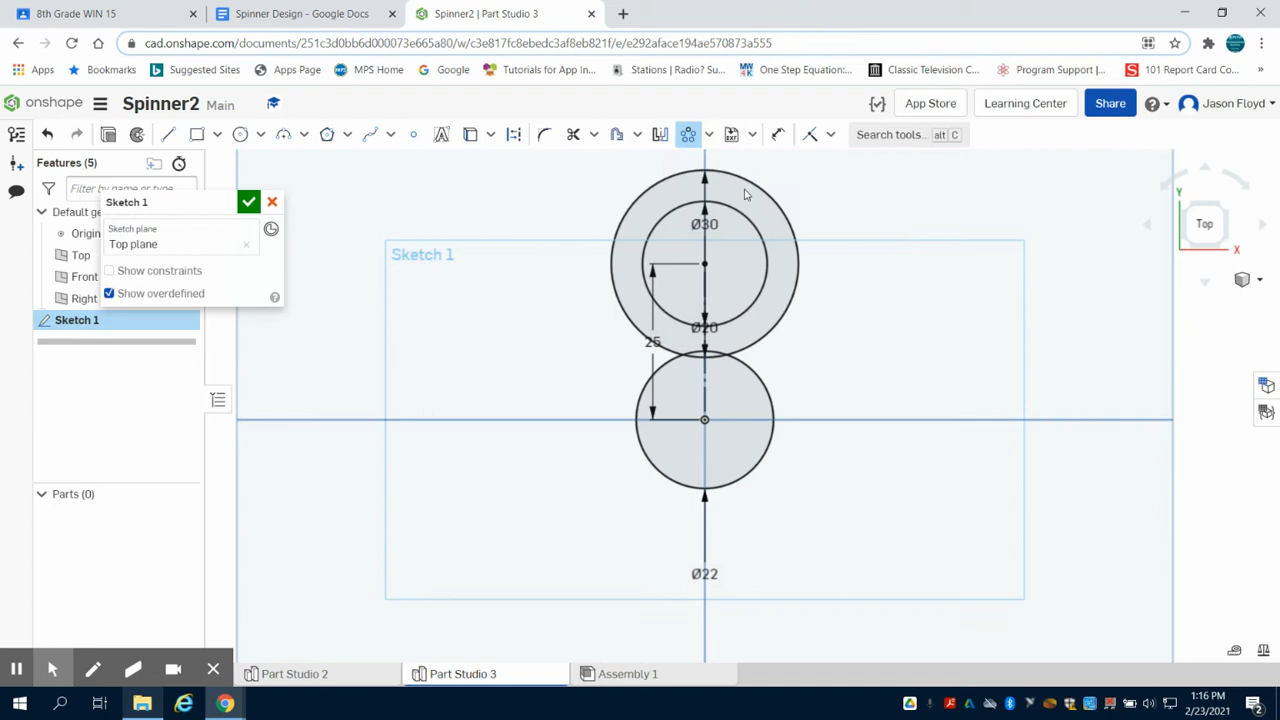 8th Grade WIN 15
Spinner Design - Google Docs
Spinner2 | Part Studio 3
cad.onshape.com/documents/251c3d0bb6d000073e665a80/w/c3e817fc8ebedc3af8eb821f/e/e292aface194ae570873a555
Apps
Bookmarks
Suggested Sites
Apps Page
MPS Home
Google
Tutorials for App In...
Stations | Radio? Su...
One Step Equation:...
Classic Television C...
Program Support |...
101 Report Card Co...
onshape
Spinner2 Main
App Store
Learning Center
Share
Jason Floyd
Search tools... alt C
Features (5)
Filter by name or type...
Default ge
Origin
Top
Front
Right
Sketch 1
Sketch 1
Sketch plane
Top plane
Show constraints
Show overdefined
Parts (0)
Sketch 1
Ø30
Ø20
25
Ø22
Y
Top
X
Part Studio 2
Part Studio 3
Assembly 1
1:16 PM
2/23/2021
2